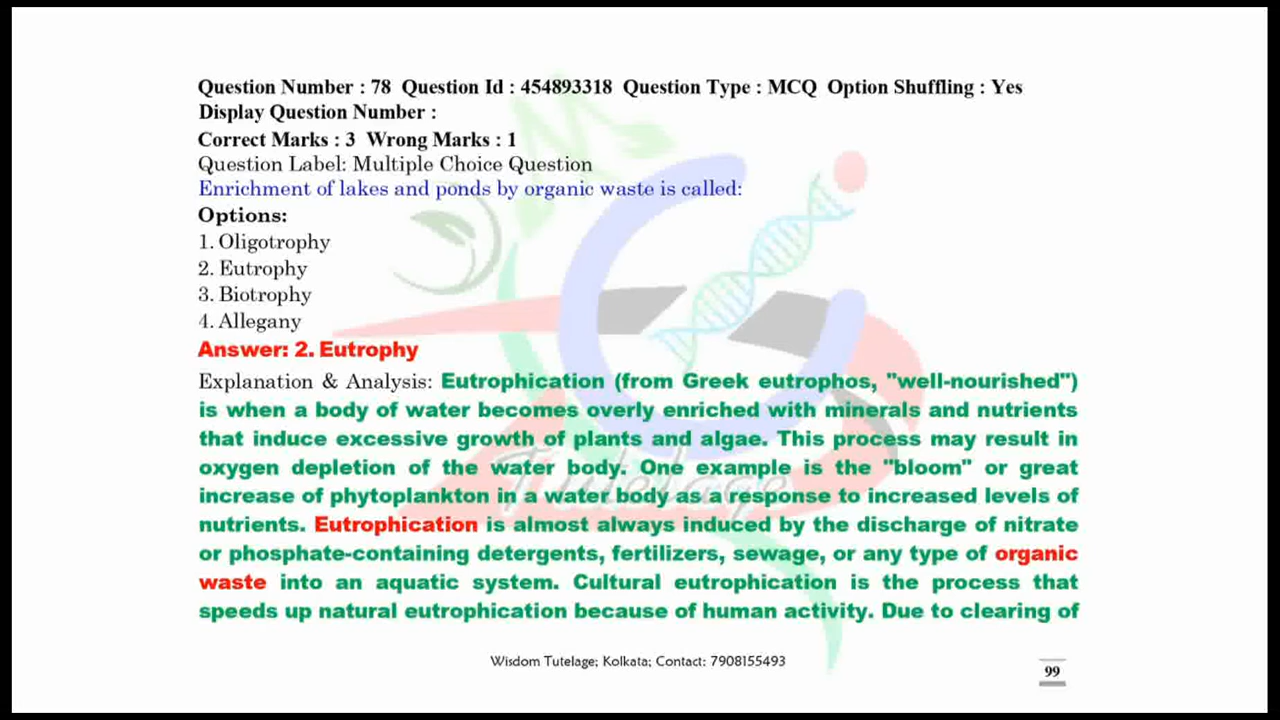 Question Number : 78 Question Id : 454893318 Question Type : MCQ Option Shuffling : Yes
Display Question Number :
Correct Marks : 3 Wrong Marks : 1
Question Label: Multiple Choice Question
Enrichment of lakes and ponds by organic waste is called:
Options:
1. Oligotrophy
2. Eutrophy
3. Biotrophy
4. Allegany
Answer: 2. Eutrophy
Explanation & Analysis: Eutrophication (from Greek eutrophos, "well-nourished")
is when a body of water becomes overly enriched with minerals and nutrients
that induce excessive growth of plants and algae. This process may result in
oxygen depletion of the water body. One example is the "bloom" or great
increase of phytoplankton in a water body as a response to increased levels of
nutrients. Eutrophication is almost always induced by the discharge of nitrate
or phosphate-containing detergents, fertilizers, sewage, or any type of organic
waste into an aquatic system. Cultural eutrophication is the process that
speeds up natural eutrophication because of human activity. Due to clearing of
Tutelage
Wisdom Tutelage; Kolkata; Contact: 7908155493
99